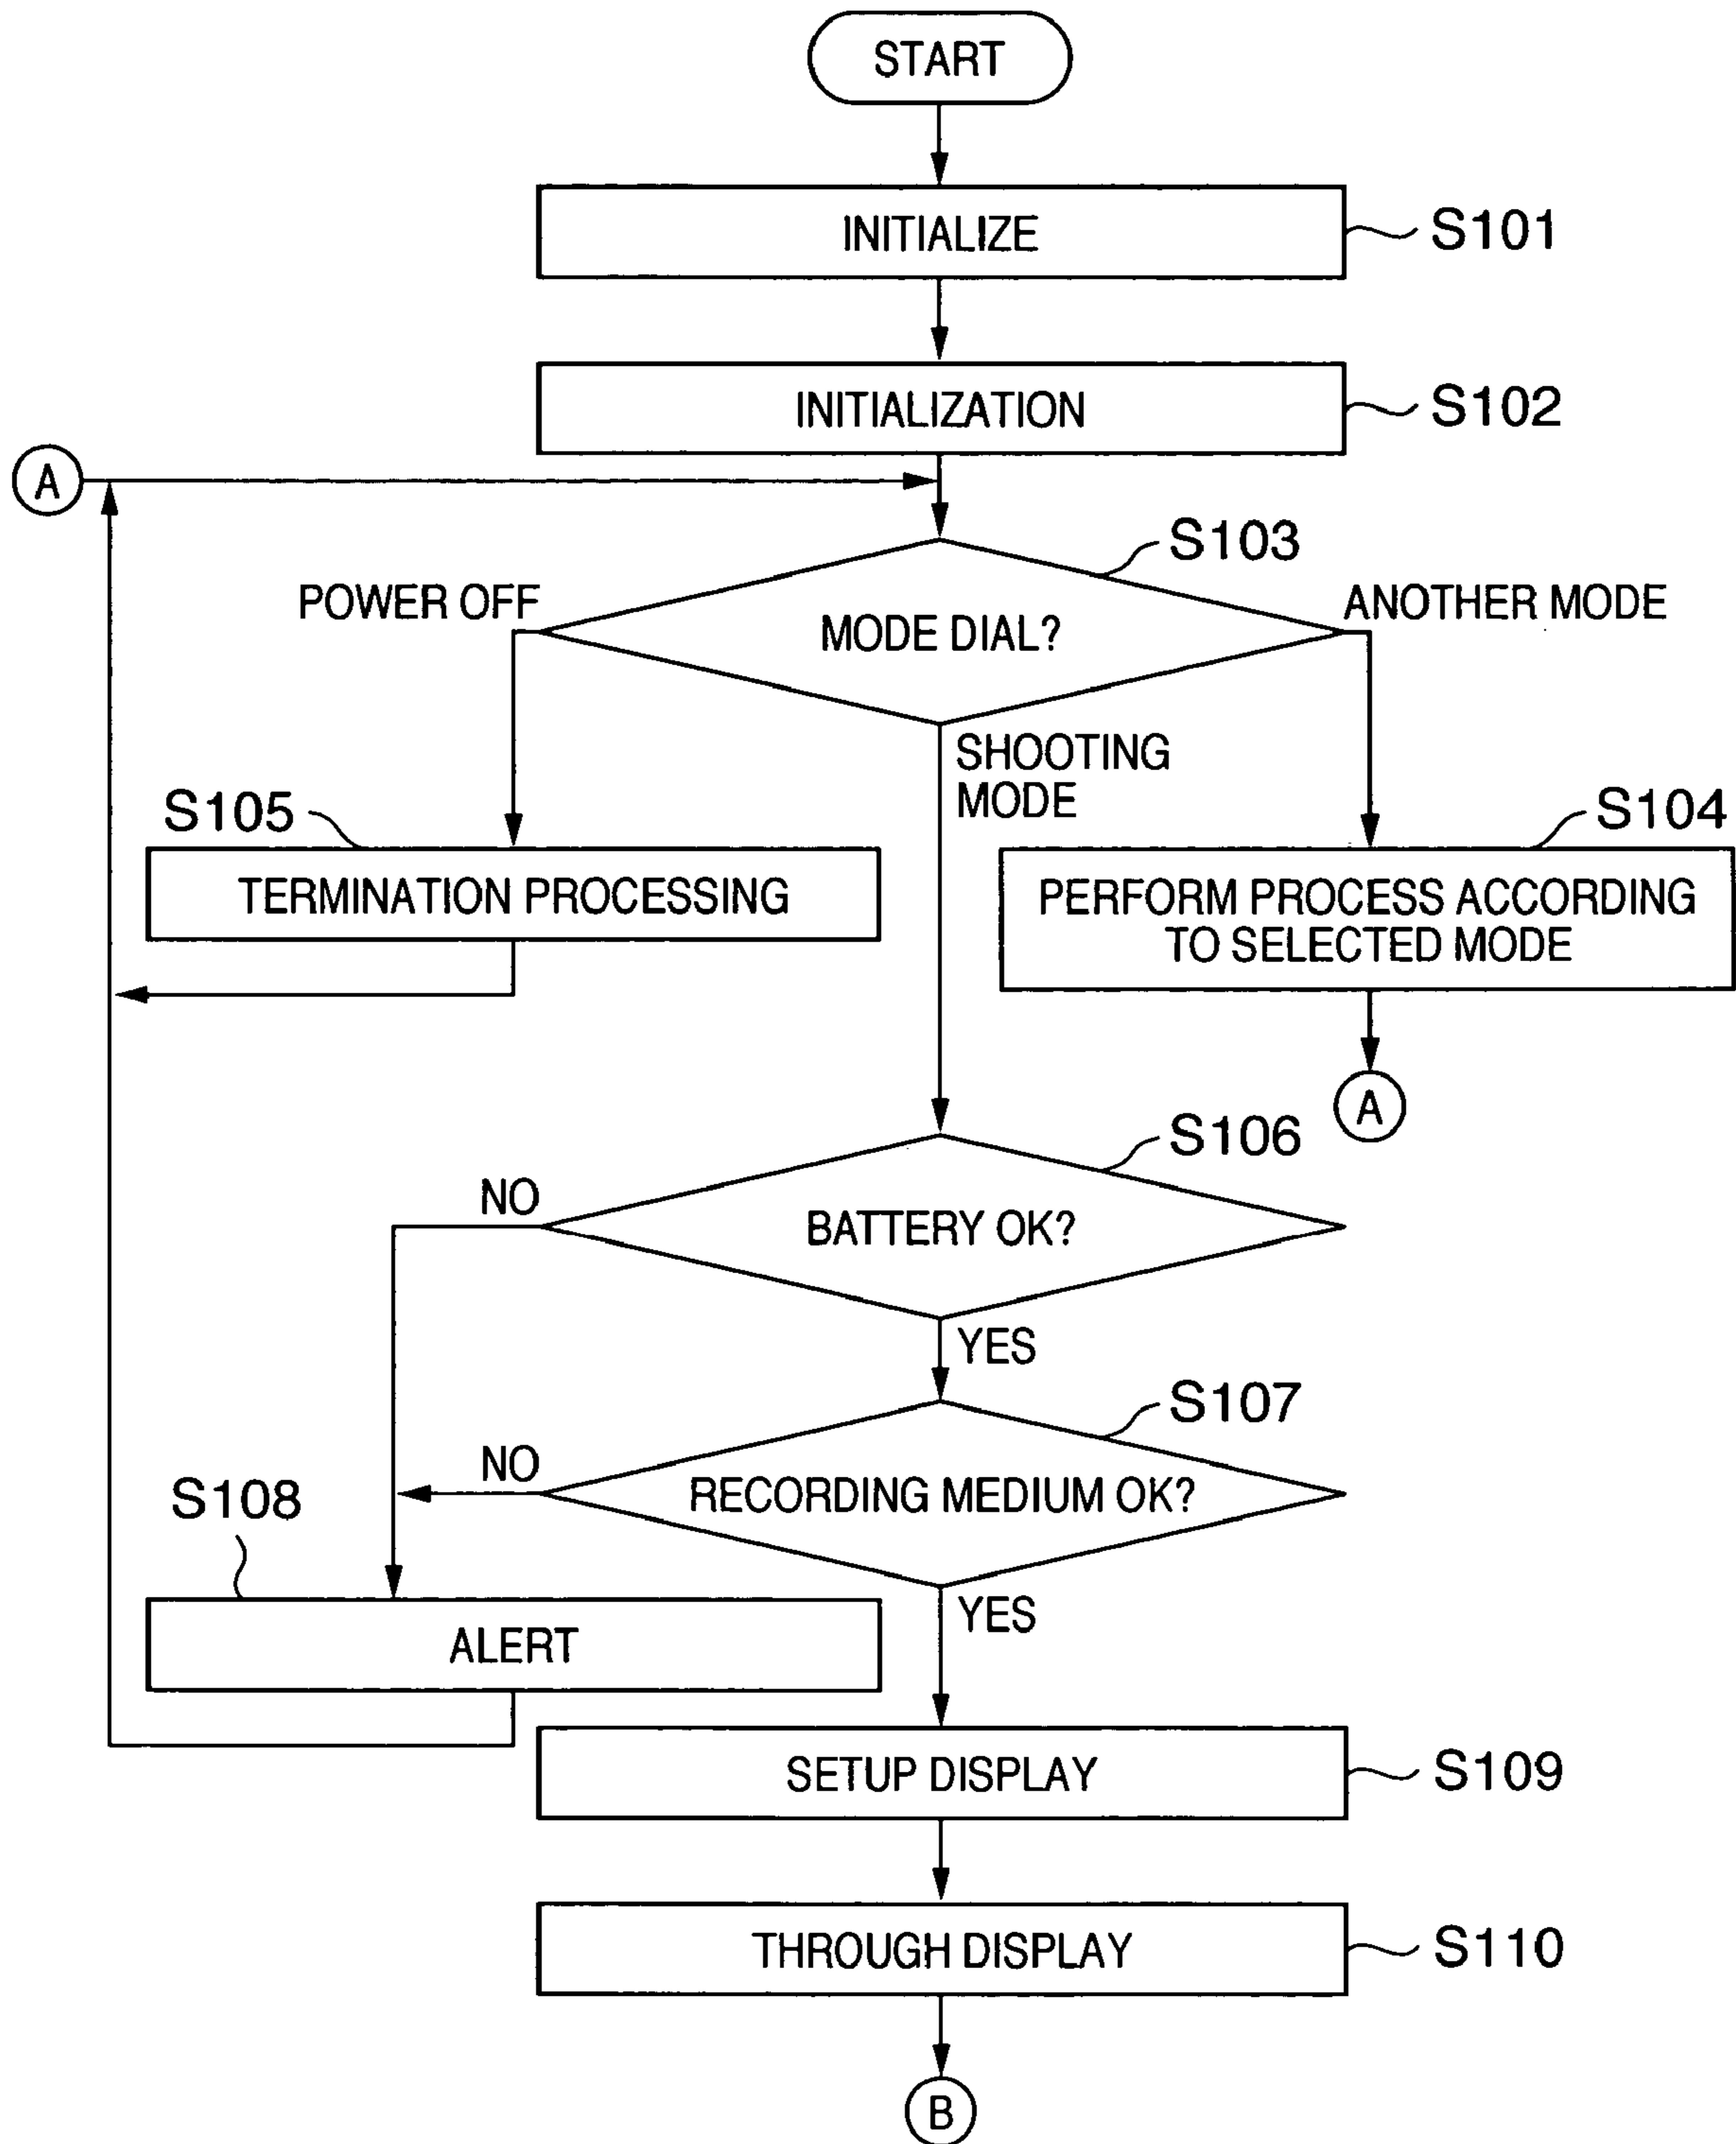 START
INITIALIZE
S101
INITIALIZATION
S102
A
S103
POWER OFF
MODE DIAL?
ANOTHER MODE
SHOOTING
MODE
S105
S104
TERMINATION PROCESSING
PERFORM PROCESS ACCORDING
TO SELECTED MODE
A
S106
NO
BATTERY OK?
YES
S107
NO
RECORDING MEDIUM OK?
S108
YES
ALERT
SETUP DISPLAY
S109
THROUGH DISPLAY
S110
B